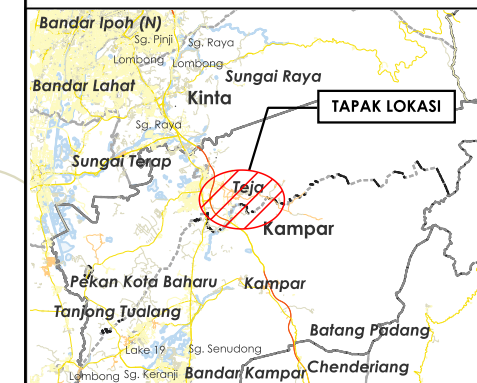 Bandar Ipoh (N)
Sg. Pinji
Sg. Raya
Lombong
Lombong
Sungai Raya
Bandar Lahat
Kinta
TAPAK LOKASI
Sg. Raya
Sungai Terap
Teja
Kampar
Pekan Kota Baharu
Kampar
Tanjong Tualang
Batang Padang
Lake 19
Sg. Senudong
Lombong
Sg. Keranji
Bandar Kampar
Chenderiang